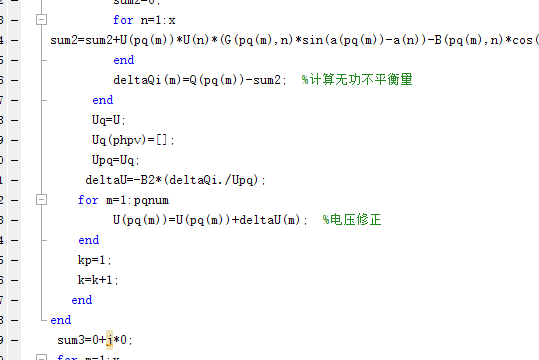 sum2=0;
for n=1:x
sum2=sum2+U(pq(m))*U(n)*(G(pq(m),n)*sin(a(pq(m))-a(n))-B(pq(m),n)*cos(
end
deltaQi(m)=Q(pq(m))-sum2; %计算无功不平衡量
end
Uq=U;
Uq(phpv)=[];
Upq=Uq;
deltaU=-B2*(deltaQi./Upq);
for m=1:pqnum
U(pq(m))=U(pq(m))+deltaU(m); %电压修正
end
kp=1;
k=k+1;
end
end
sum3=0+j*0;
for m=1:x